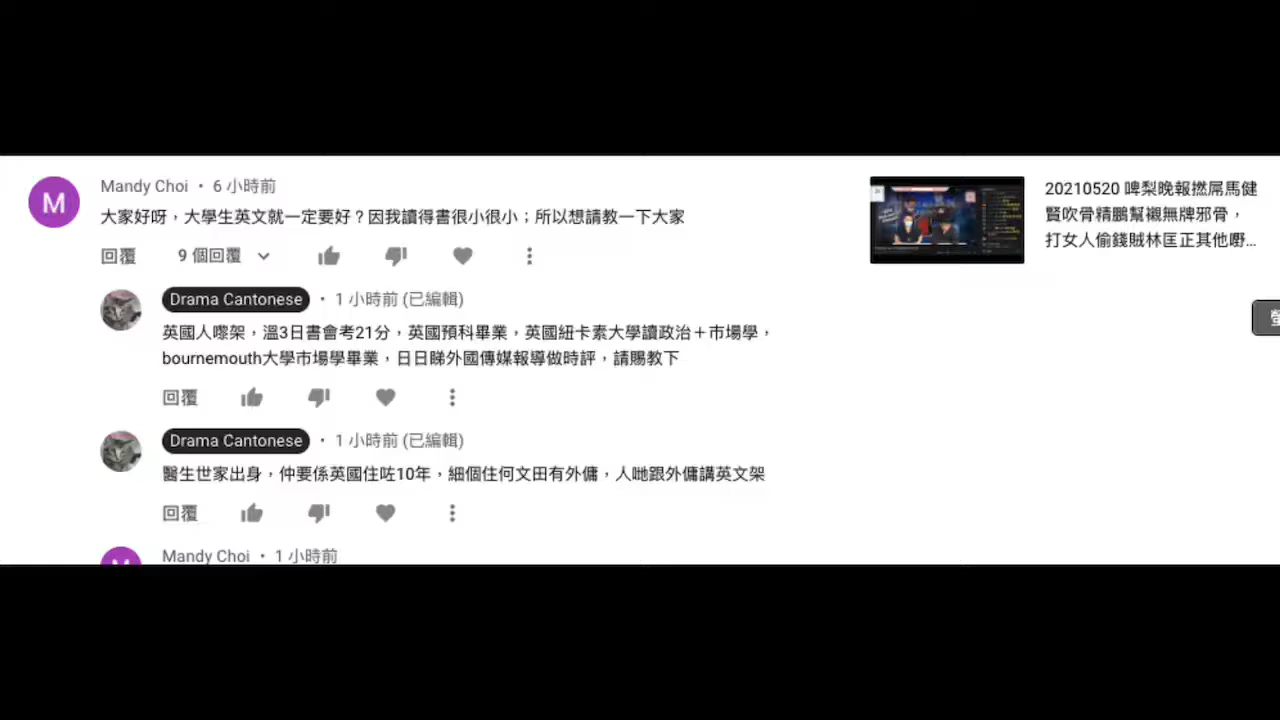 Mandy Choi ・ 6 小時前
大家好呀，大學生英文就一定要好？因我讀得書很小很小；所以想請教一下大家
回覆 9 個回覆
Drama Cantonese ・ 1 小時前 (已編輯)
英國人嚟架，溫3日書會考21分，英國預科畢業，英國紐卡素大學讀政治＋市場學，
bournemouth大學市場學畢業，日日睇外國傳媒報導做時評，請賜教下
回覆
Drama Cantonese ・ 1 小時前 (已編輯)
醫生世家出身，仲要係英國住咗10年，細個住何文田有外傭，人哋跟外傭講英文架
回覆
Mandy Choi ・ 1 小時前
20210520 啤梨晚報撚屌馬健
賢吹骨精鵬幫襯無牌邪骨，
打女人偷錢賊林匡正其他嘢...
M